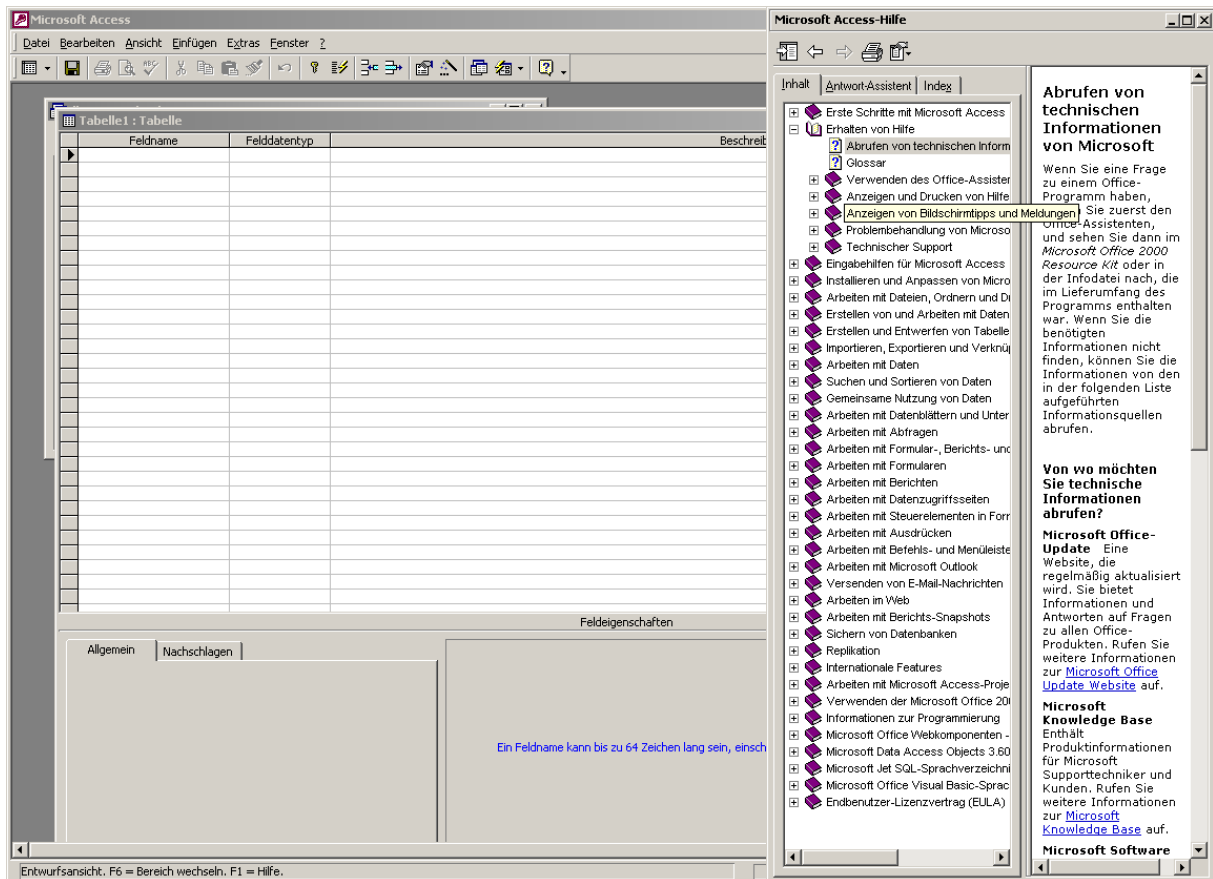 Microsoft Access
Datei Bearbeiten Ansicht Einfügen Extras Fenster ?
Tabelle1 : Tabelle
Feldname Felddatentyp Beschreib
Feldeigenschaften
Allgemein Nachschlagen
Ein Feldname kann bis zu 64 Zeichen lang sein, einsch
Entwurfsansicht. F6 = Bereich wechseln. F1 = Hilfe.
Microsoft Access-Hilfe
Inhalt Antwort-Assistent Index
Erste Schritte mit Microsoft Access
Erhalten von Hilfe
Abrufen von technischen Inform
Glossar
Verwenden des Office-Assisten
Anzeigen und Drucken von Hilfe
Anzeigen von Bildschirmtipps und Meldungen
Problembehandlung von Microso
Technischer Support
Eingabehilfen für Microsoft Access
Installieren und Anpassen von Micro
Arbeiten mit Dateien, Ordnern und D
Erstellen von und Arbeiten mit Daten
Erstellen und Entwerfen von Tabelle
Importieren, Exportieren und Verknüp
Arbeiten mit Daten
Suchen und Sortieren von Daten
Gemeinsame Nutzung von Daten
Arbeiten mit Datenblättern und Unter
Arbeiten mit Abfragen
Arbeiten mit Formular-, Berichts- und
Arbeiten mit Formularen
Arbeiten mit Berichten
Arbeiten mit Datenzugriffsseiten
Arbeiten mit Steuerelementen in Forr
Arbeiten mit Ausdrücken
Arbeiten mit Befehls- und Menüleiste
Arbeiten mit Microsoft Outlook
Versenden von E-Mail-Nachrichten
Arbeiten im Web
Arbeiten mit Berichts-Snapshots
Sichern von Datenbanken
Replikation
Internationale Features
Arbeiten mit Microsoft Access-Proje
Verwenden der Microsoft Office 20
Informationen zur Programmierung
Microsoft Office Webkomponenten -
Microsoft Data Access Objects 3.60
Microsoft Jet SQL-Sprachverzeichni
Microsoft Office Visual Basic-Sprac
Endbenutzer-Lizenzvertrag (EULA)
Abrufen von
technischen
Informationen
von Microsoft
Wenn Sie eine Frage
zu einem Office-
Programm haben,
Sie zuerst den
Office-Assistenten,
und sehen Sie dann im
Microsoft Office 2000
Resource Kit oder in
der Infodatei nach, die
im Lieferumfang des
Programms enthalten
war. Wenn Sie die
benötigten
Informationen nicht
finden, können Sie die
Informationen von den
in der folgenden Liste
aufgeführten
Informationsquellen
abrufen.
Von wo möchten
Sie technische
Informationen
abrufen?
Microsoft Office-
Update Eine
Website, die
regelmäßig aktualisiert
wird. Sie bietet
Informationen und
Antworten auf Fragen
zu allen Office-
Produkten. Rufen Sie
weitere Informationen
zur Microsoft Office
Update Website auf.
Microsoft
Knowledge Base
Enthält
Produktinformationen
für Microsoft
Supporttechniker und
Kunden. Rufen Sie
weitere Informationen
zur Microsoft
Knowledge Base auf.
Microsoft Software